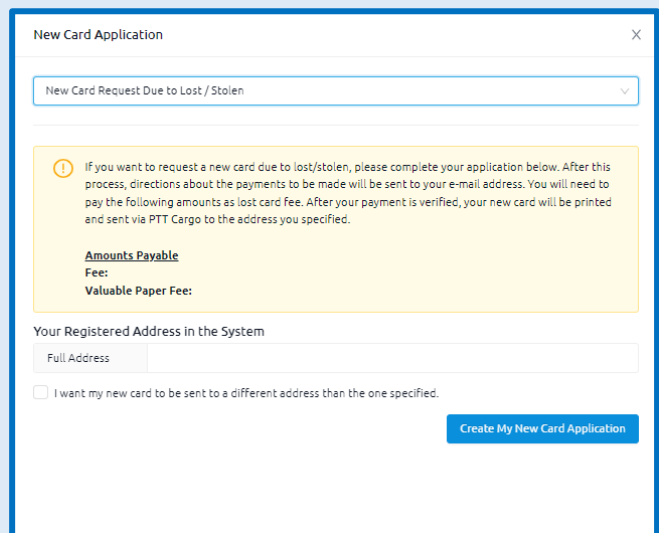 New Card Application
New Card Request Due to Lost / Stolen
If you want to request a new card due to lost/stolen, please complete your application below. After this
process, directions about the payments to be made will be sent to your e-mail address. You will need to
pay the following amounts as lost card fee. After your payment is verified, your new card will be printed
and sent via PTT Cargo to the address you specified.
Amounts Payable
Fee:
Valuable Paper Fee:
Your Registered Address in the System
Full Address
I want my new card to be sent to a different address than the one specified.
Create My New Card Application